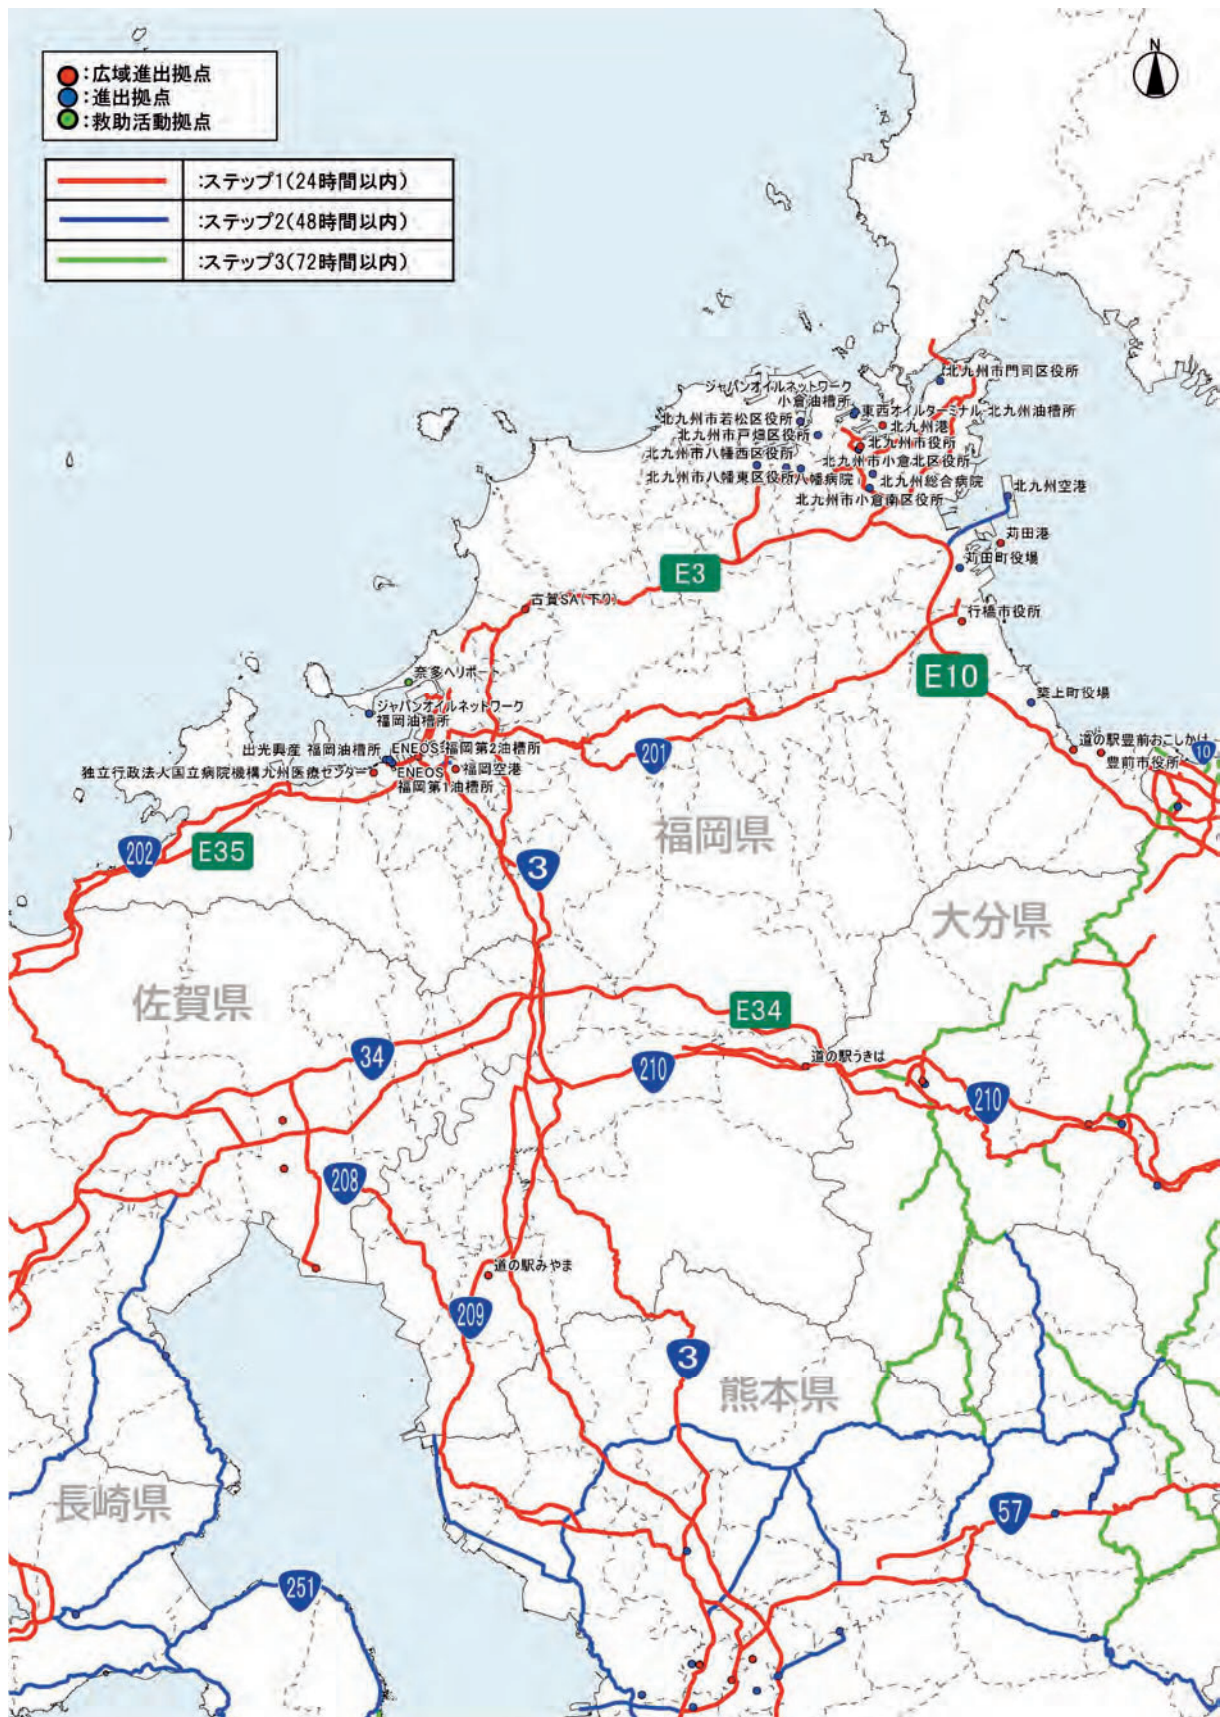 N
:広域進出拠点
:進出拠点
:救助活動拠点
:ステップ1(24時間以内)
:ステップ2(48時間以内)
:ステップ3(72時間以内)
北九州市門司区役所
ジャパンオイルネットワーク
小倉油槽所
東西オイルターミナル 北九州油槽所
北九州市若松区役所
北九州港
北九州市戸畑区役所
北九州市役所
北九州市八幡西区役所
北九州市小倉北区役所
北九州市八幡東区役所
八幡病院
北九州総合病院
北九州市小倉南区役所
北九州空港
苅田港
苅田町役場
E3
古賀SA(下り)
行橋市役所
E10
奈多ヘリポート
築上町役場
ジャパンオイルネットワーク
福岡油槽所
出光興産 福岡油槽所
ENEOS 福岡第2油槽所
201
道の駅豊前おこしかけ
10
豊前市役所
独立行政法人国立病院機構九州医療センター
ENEOS
福岡第1油槽所
福岡空港
202
E35
3
福岡県
大分県
佐賀県
E34
34
210
道の駅うきは
210
208
道の駅みやま
209
3
熊本県
長崎県
57
251